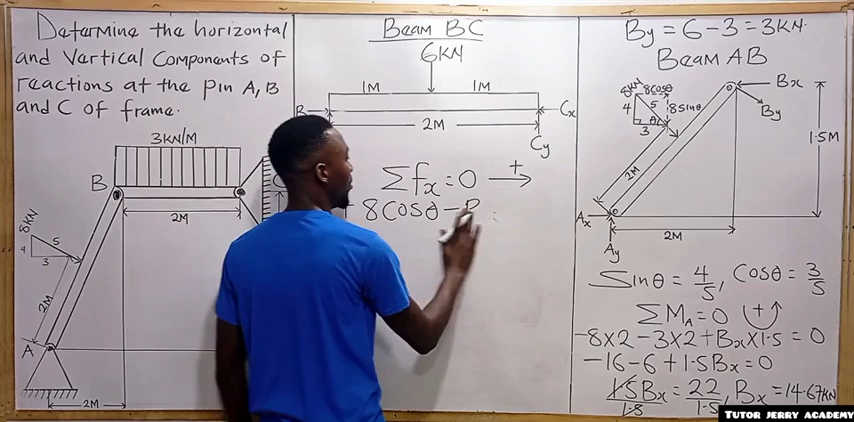 Determine the horizontal
and Vertical Components of
reactions at the pin A, B
and C of frame.
3KN/M
B
2M
8KN
5
4
3
2M
A
2M
Beam BC
6KN
1M 1M
B Cx
2M
Cy
Σfx=0 +
8Cosθ -
By = 6-3 = 3KN
Beam AB
8Cosθ
4 5 8sinθ
3 θ
2M
Bx
By
1.5M
Ax
Ay
2M
Sinθ = 4/5, Cosθ = 3/5
ΣMA=0 +
-8x2-3x2+Bx×1.5=0
-16-6+1.5Bx=0
1.5Bx/1.5 = 22/1.5, Bx=14.67KN
TUTOR JERRY ACADEMY